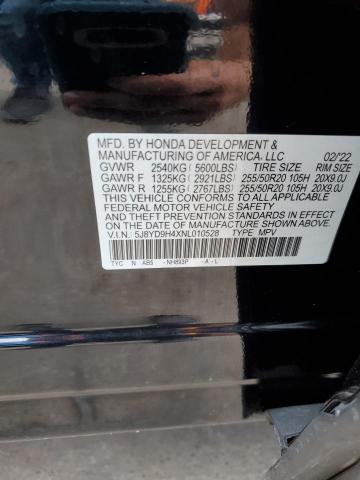 MFD. BY HONDA DEVELOPMENT &
MANUFACTURING OF AMERICA, LLC 02/22
GVWR 2540KG (5600LBS) TIRE SIZE RIM SIZE
GAWR F 1325KG (2921LBS) 255/50R20 105H 20X9.0J
GAWR R 1255KG (2767LBS) 255/50R20 105H 20X9.0J
THIS VEHICLE CONFORMS TO ALL APPLICABLE
FEDERAL MOTOR VEHICLE SAFETY AND THEFT
PREVENTION STANDARDS IN EFFECT ON THE DATE
OF MANUFACTURE SHOWN ABOVE.
V.I.N. 5J8YD9H4XNL010528 TYPE: MPV
TYC N AB5 NH893P -A-L